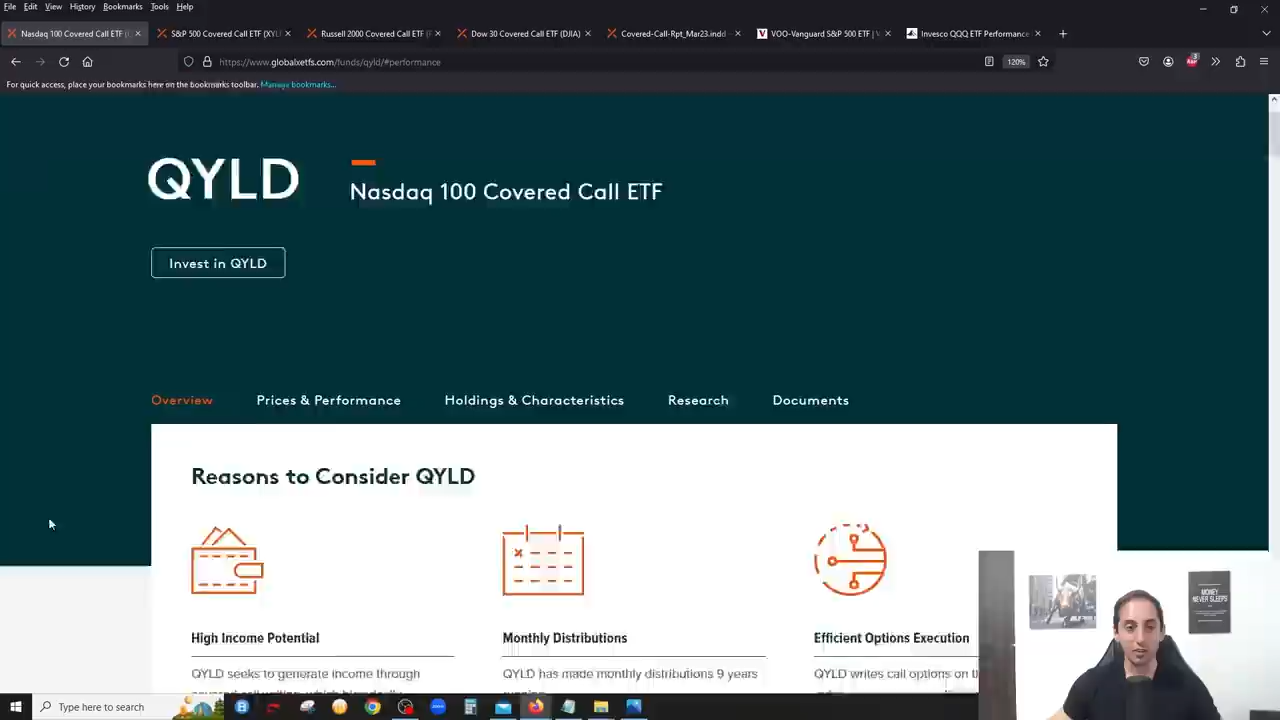 File Edit View History Bookmarks Tools Help
Nasdaq 100 Covered Call ETF (
S&P 500 Covered Call ETF (XYL
Russell 2000 Covered Call ETF (F
Dow 30 Covered Call ETF (DJIA)
Covered-Call-Rpt_Mar23.indd -
VOO-Vanguard S&P 500 ETF | V
Invesco QQQ ETF Performance
https://www.globalxetfs.com/funds/qyld/#performance
120%
For quick access, place your bookmarks here on the bookmarks toolbar. Manage bookmarks...
QYLD
Nasdaq 100 Covered Call ETF
Invest in QYLD
Overview Prices & Performance Holdings & Characteristics Research Documents
Reasons to Consider QYLD
High Income Potential Monthly Distributions Efficient Options Execution
QYLD seeks to generate income through QYLD has made monthly distributions 9 years QYLD writes call options on
MONEY
NEVER SLEEPS
Type here to search